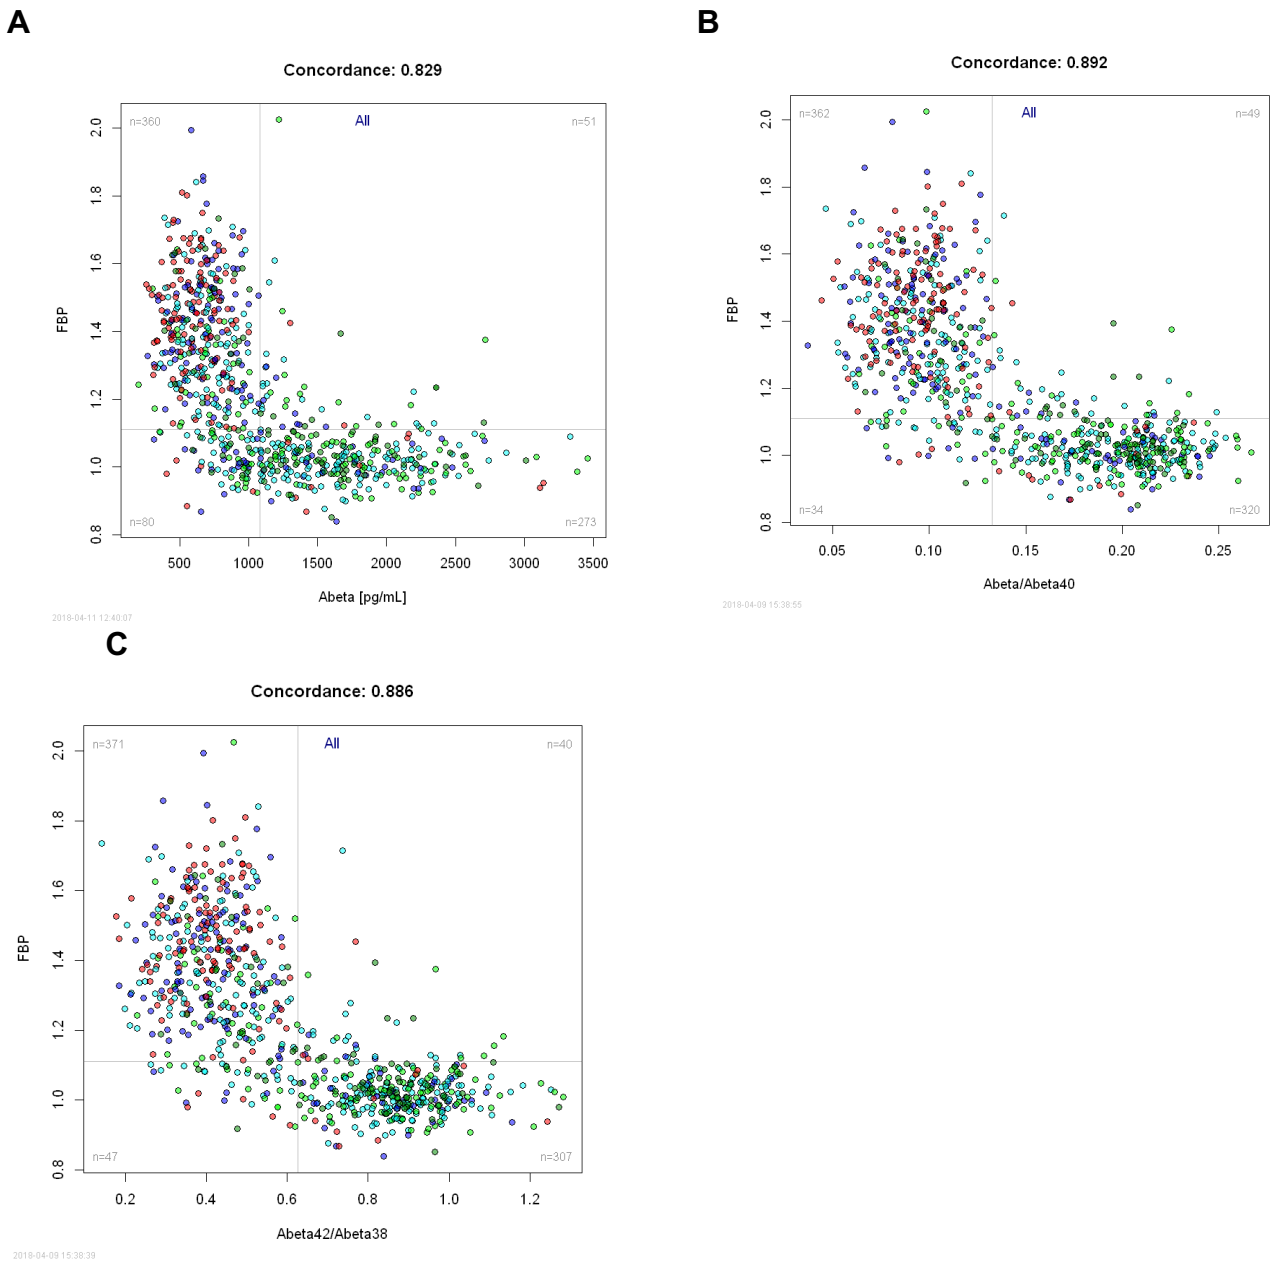 A
Concordance: 0.829
n=360
All
n=51
FBP
2.0
1.8
1.6
1.4
1.2
1.0
0.8
n=80
n=273
500
1000
1500
2000
2500
3000
3500
Abeta [pg/mL]
2018-04-11 12:40:07
B
Concordance: 0.892
n=362
All
n=49
FBP
2.0
1.8
1.6
1.4
1.2
1.0
0.8
n=34
n=320
0.05
0.10
0.15
0.20
0.25
Abeta/Abeta40
2018-04-09 15:38:55
C
Concordance: 0.886
n=371
All
n=40
FBP
2.0
1.8
1.6
1.4
1.2
1.0
0.8
n=47
n=307
0.2
0.4
0.6
0.8
1.0
1.2
Abeta42/Abeta38
2018-04-09 15:38:39